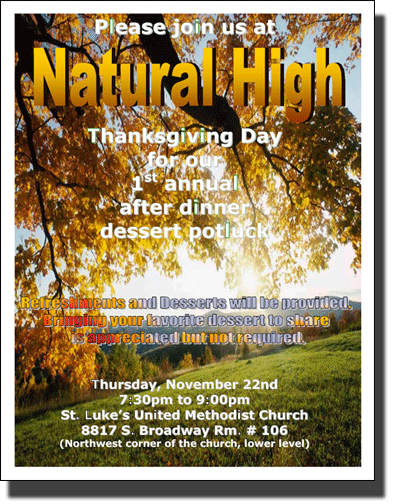 Please join us at
Natural High
Thanksgiving Day
for our
1st annual
after dinner
dessert potluck
Refreshments and Desserts will be provided.
Bringing your favorite dessert to share
is appreciated but not required.
Thursday, November 22nd
7:30pm to 9:00pm
St. Luke's United Methodist Church
8817 S. Broadway Rm. # 106
(Northwest corner of the church, lower level)